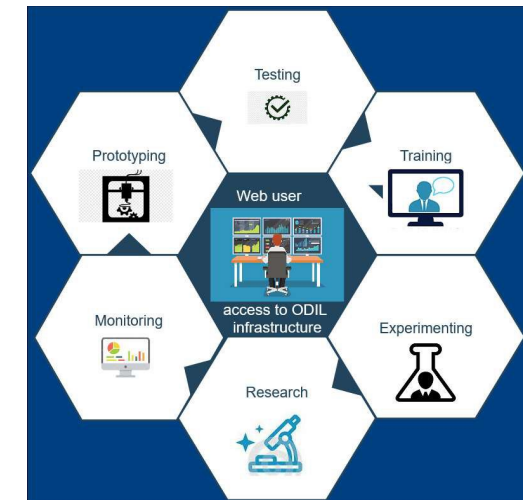 Testing
Prototyping
Training
Web user
access to ODIL
infrastructure
Monitoring
Experimenting
Research